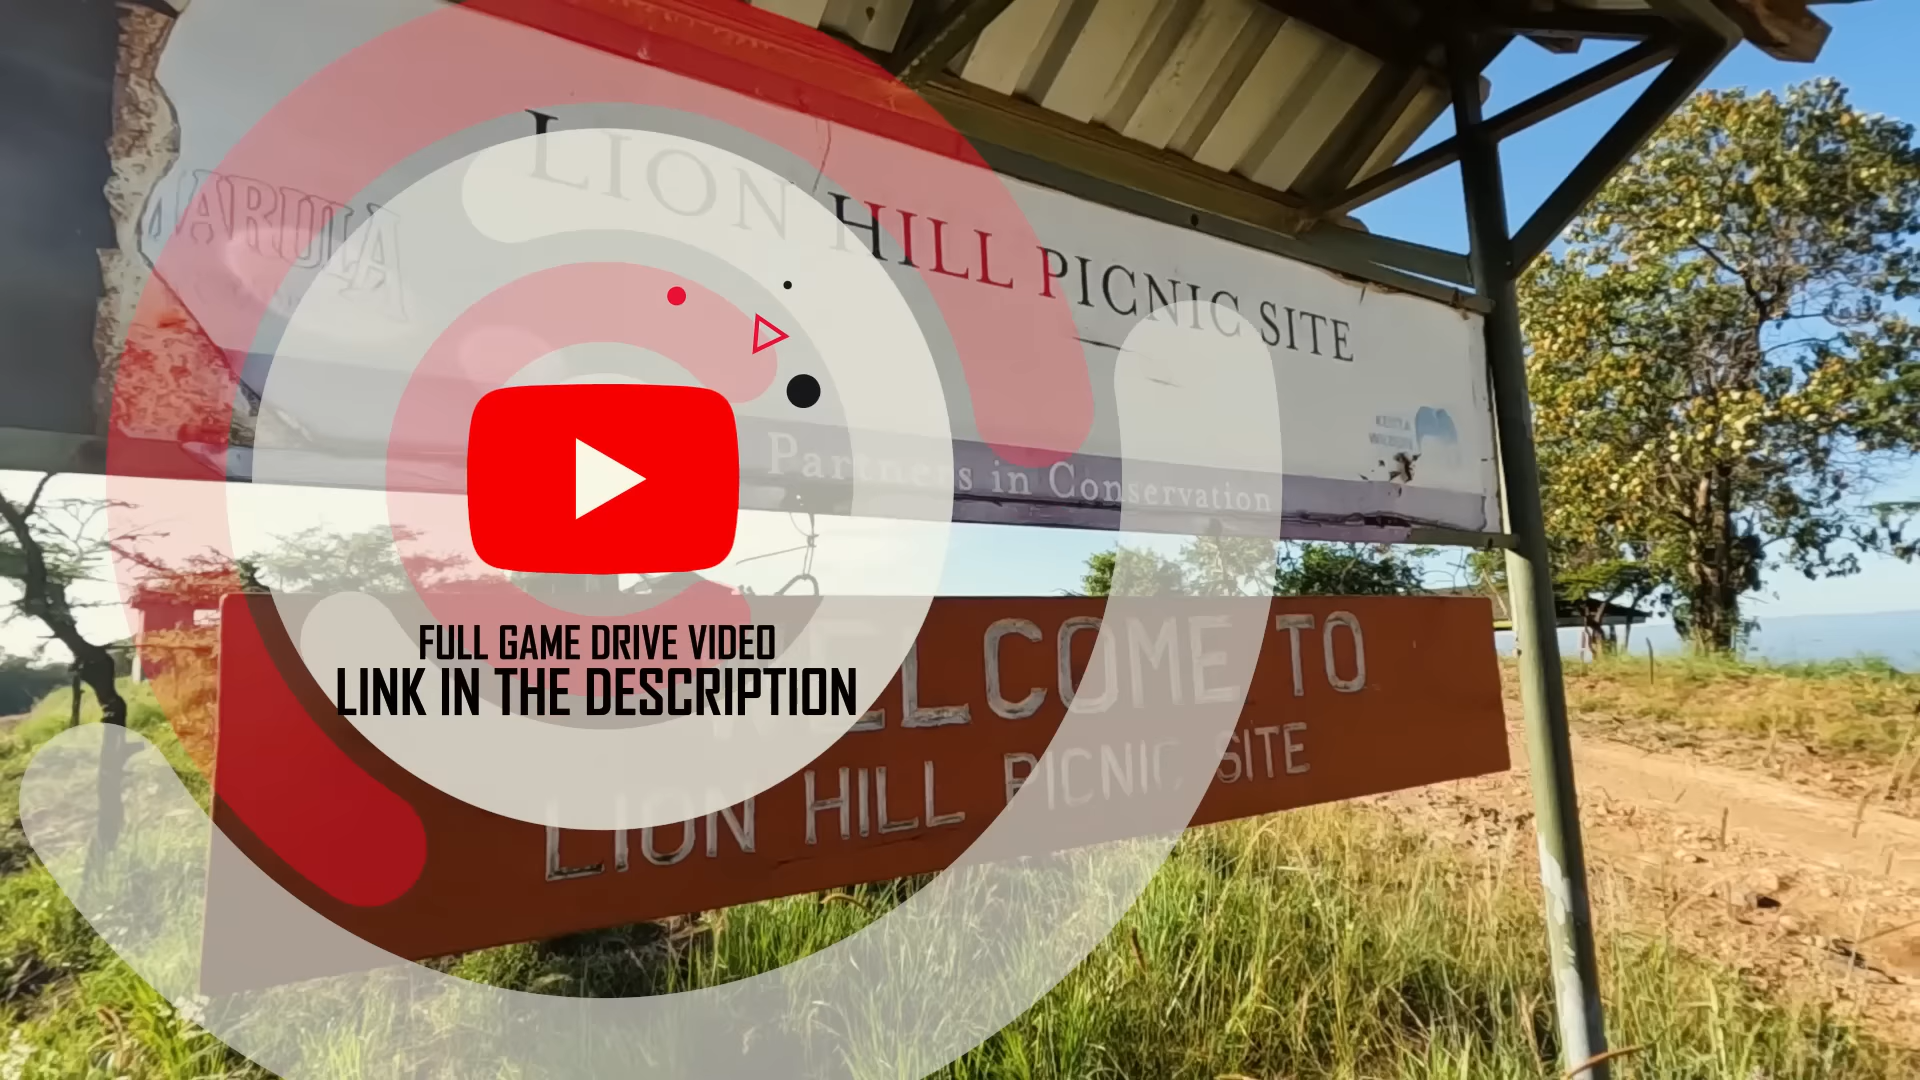 LION HILL PICNIC SITE
Partners in Conservation
FULL GAME DRIVE VIDEO
LINK IN THE DESCRIPTION
WELCOME TO
LION HILL PICNIC SITE